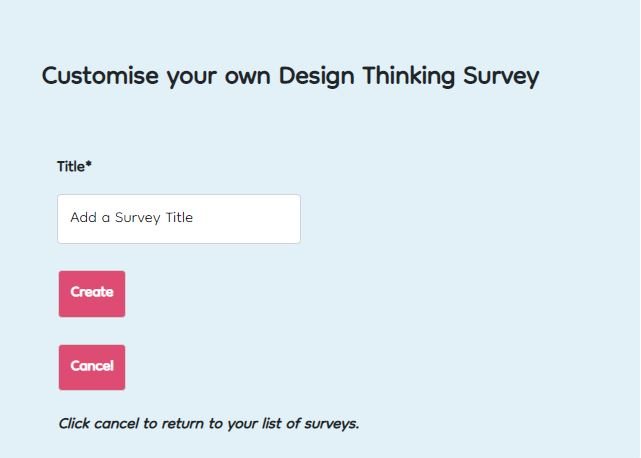 Customise your own Design Thinking Survey
Title*
Add a Survey Title
Create
Cancel
Click cancel to return to your list of surveys.